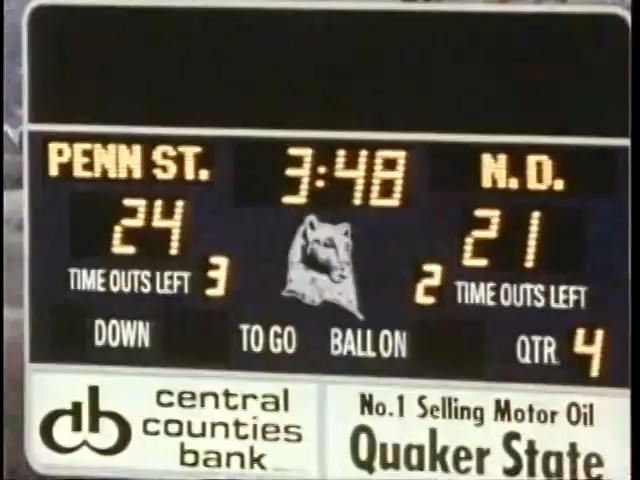 PENN ST. 3:48 N.D.
24 21
TIME OUTS LEFT 3 2 TIME OUTS LEFT
DOWN TO GO BALL ON QTR 4
central counties bank
No.1 Selling Motor Oil
Quaker State